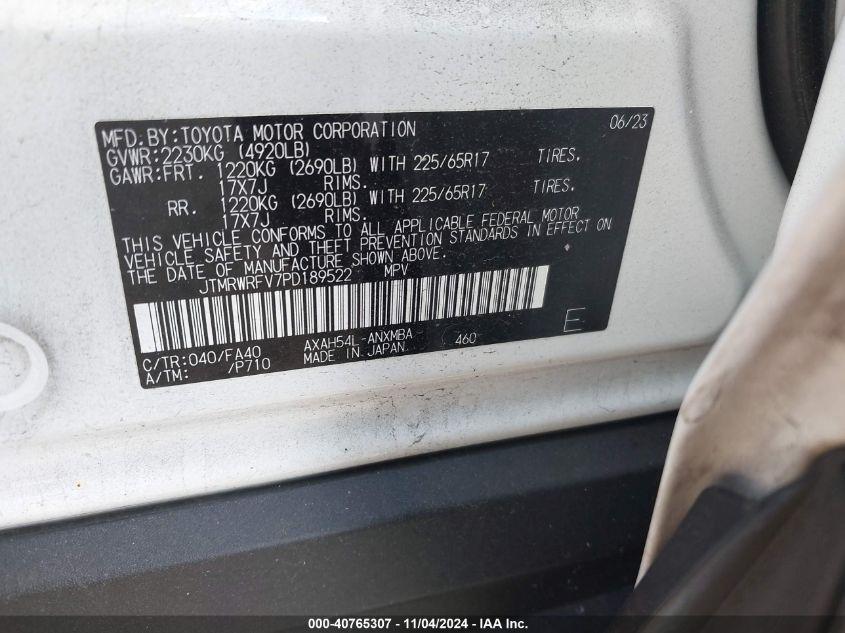 MFD. BY: TOYOTA MOTOR CORPORATION 06/23
GVWR: 2230KG (4920LB)
GAWR: FRT. 1220KG (2690LB) WITH 225/65R17 TIRES.
17X7J RIMS.
RR. 1220KG (2690LB) WITH 225/65R17 TIRES.
17X7J RIMS.
THIS VEHICLE CONFORMS TO ALL APPLICABLE FEDERAL MOTOR
VEHICLE SAFETY AND THEFT PREVENTION STANDARDS IN EFFECT ON
THE DATE OF MANUFACTURE SHOWN ABOVE.
JTMRWRFV7PD189522 MPV
C/TR: 040/FA40 AXAH54L-ANXMBA 460 E
A/TM: /P710 MADE IN JAPAN.
000-40765307 - 11/04/2024 - IAA Inc.